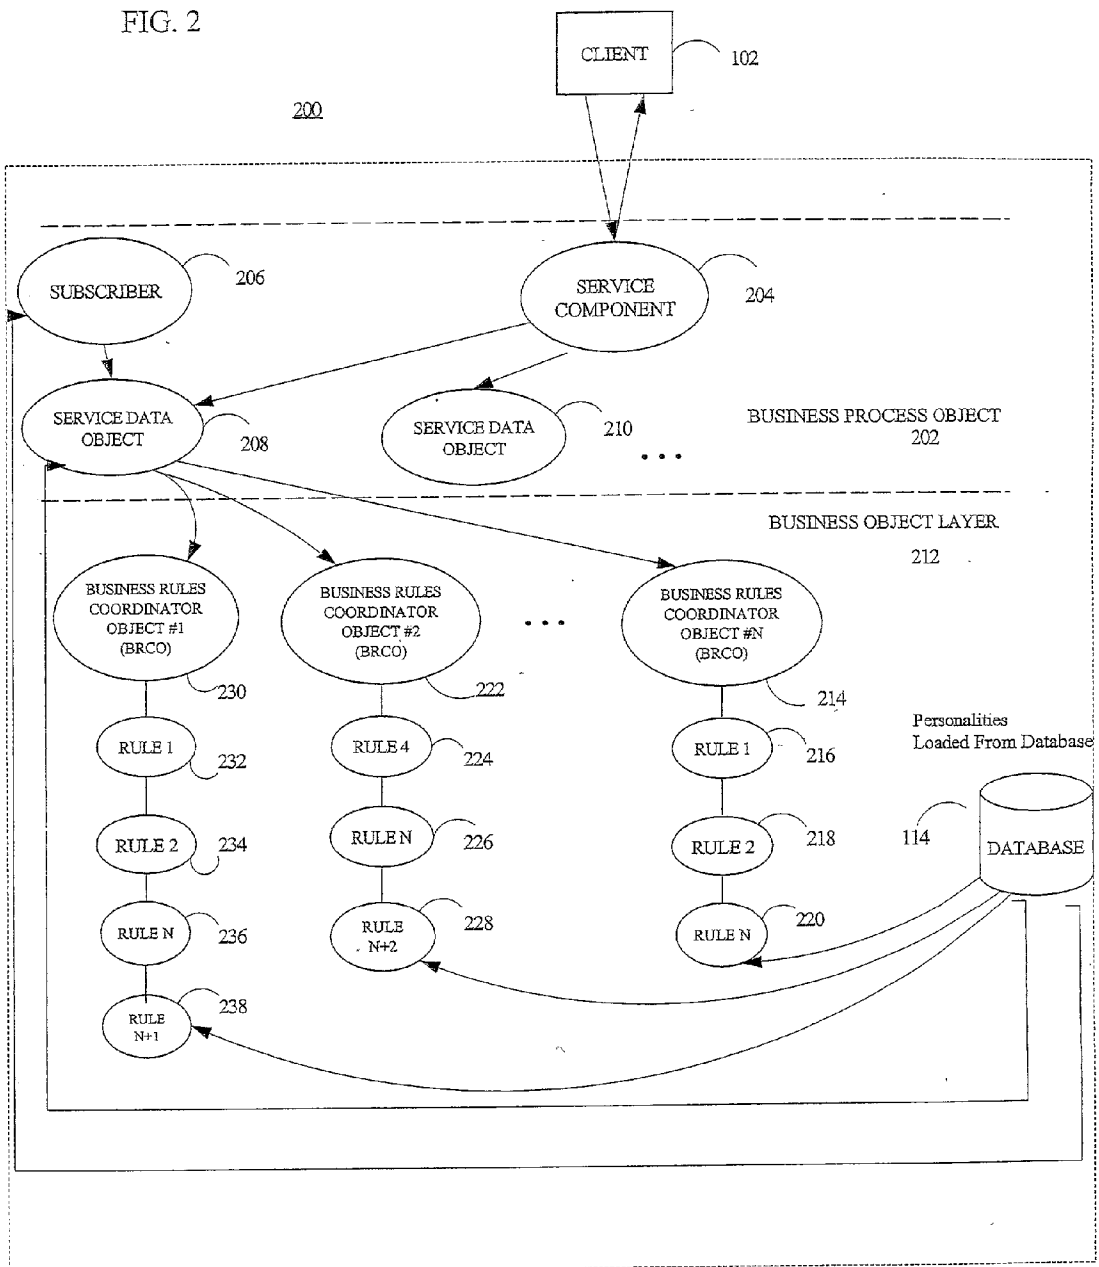 FIG. 2
CLIENT
102
200
SUBSCRIBER
206
SERVICE
COMPONENT
204
SERVICE DATA
OBJECT
208
SERVICE DATA
OBJECT
210
...
BUSINESS PROCESS OBJECT
202
BUSINESS OBJECT LAYER
212
BUSINESS RULES
COORDINATOR
OBJECT #1
(BRCO)
230
BUSINESS RULES
COORDINATOR
OBJECT #2
(BRCO)
222
...
BUSINESS RULES
COORDINATOR
OBJECT #N
(BRCO)
214
RULE 1
232
RULE 4
224
RULE 1
216
Personalities
Loaded From Database
RULE 2
234
RULE N
226
RULE 2
218
114
DATABASE
RULE N
236
RULE
N+2
228
RULE N
220
RULE
N+1
238